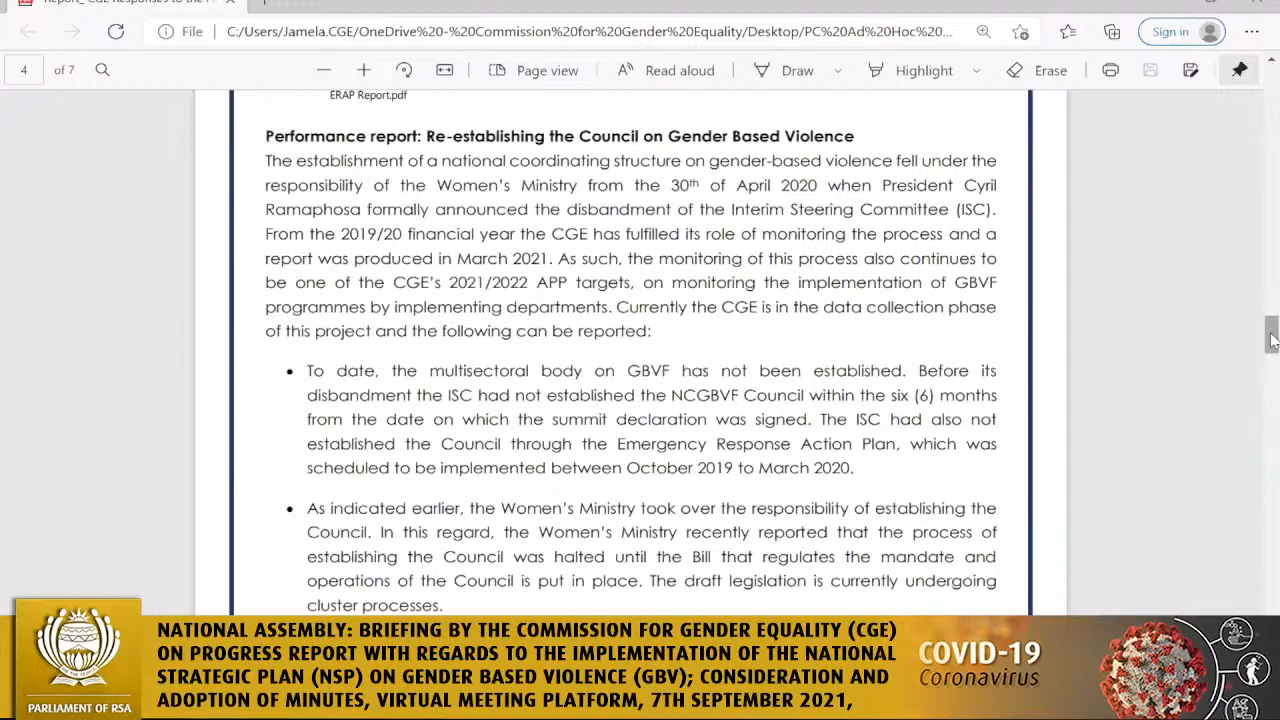 File
C:/Users/Jamela.CGE/OneDrive%20-%20Commission%20for%20Gender%20Equality/Desktop/PC%20Ad%20Hoc%20...
Sign in
4 of 7
Page view
Read aloud
Draw
Highlight
Erase
ERAP Report.pdf
Performance report: Re-establishing the Council on Gender Based Violence
The establishment of a national coordinating structure on gender-based violence fell under the
responsibility of the Women's Ministry from the 30th of April 2020 when President Cyril
Ramaphosa formally announced the disbandment of the Interim Steering Committee (ISC).
From the 2019/20 financial year the CGE has fulfilled its role of monitoring the process and a
report was produced in March 2021. As such, the monitoring of this process also continues to
be one of the CGE's 2021/2022 APP targets, on monitoring the implementation of GBVF
programmes by implementing departments. Currently the CGE is in the data collection phase
of this project and the following can be reported:
• To date, the multisectoral body on GBVF has not been established. Before its
disbandment the ISC had not established the NCGBVF Council within the six (6) months
from the date on which the summit declaration was signed. The ISC had also not
established the Council through the Emergency Response Action Plan, which was
scheduled to be implemented between October 2019 to March 2020.
• As indicated earlier, the Women's Ministry took over the responsibility of establishing the
Council. In this regard, the Women's Ministry recently reported that the process of
establishing the Council was halted until the Bill that regulates the mandate and
operations of the Council is put in place. The draft legislation is currently undergoing
cluster processes.
PARLIAMENT OF RSA
NATIONAL ASSEMBLY: BRIEFING BY THE COMMISSION FOR GENDER EQUALITY (CGE)
ON PROGRESS REPORT WITH REGARDS TO THE IMPLEMENTATION OF THE NATIONAL
STRATEGIC PLAN (NSP) ON GENDER BASED VIOLENCE (GBV); CONSIDERATION AND
ADOPTION OF MINUTES, VIRTUAL MEETING PLATFORM, 7TH SEPTEMBER 2021,
COVID-19
Coronavirus